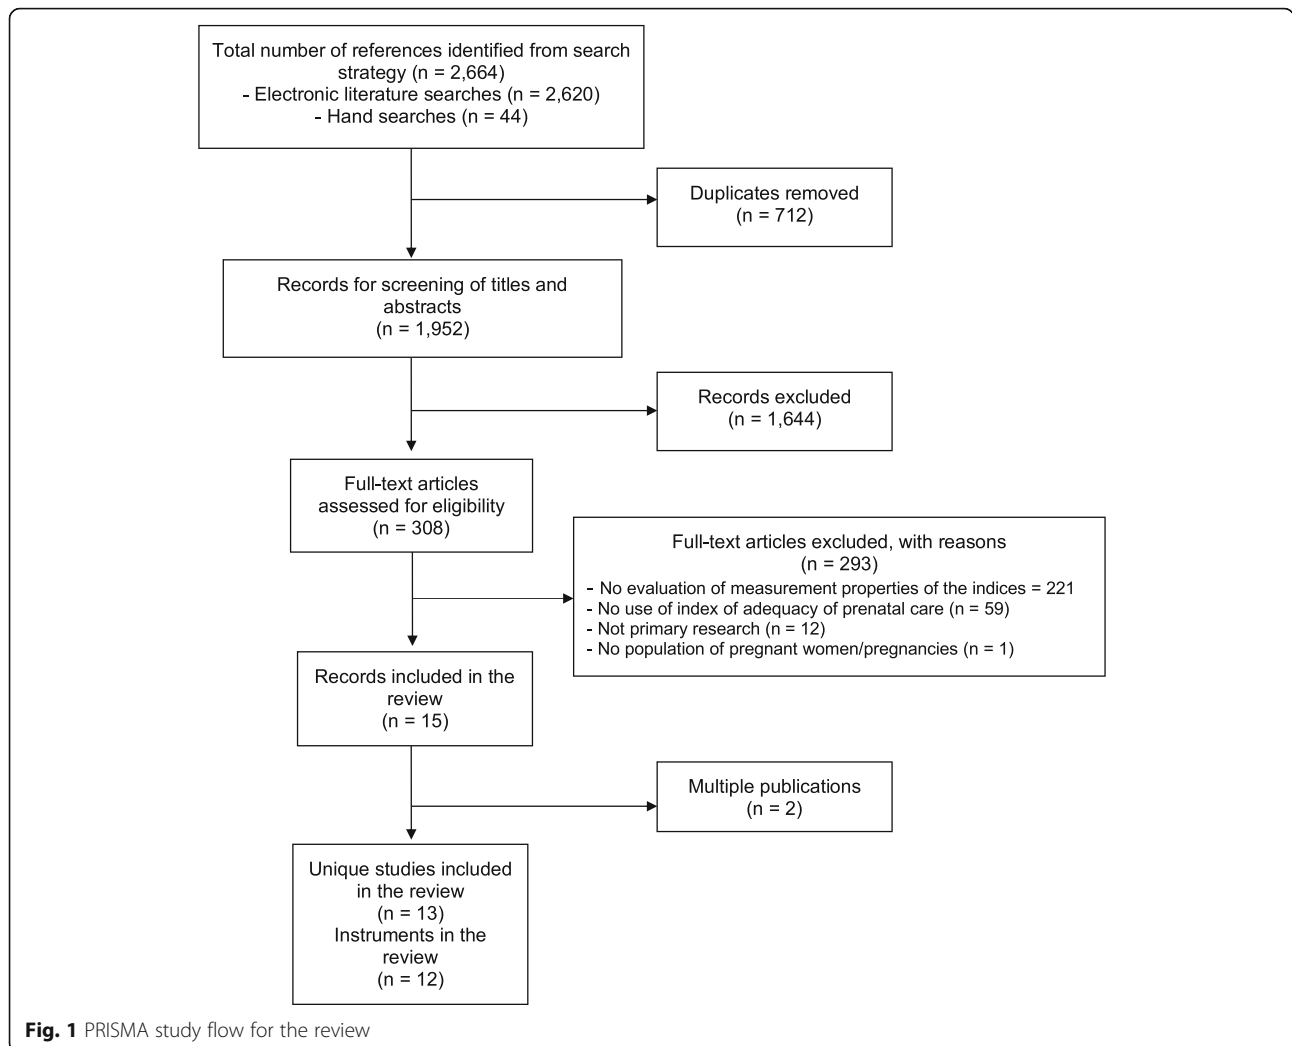 Total number of references identified from search
strategy (n = 2,664)
- Electronic literature searches (n = 2,620)
- Hand searches (n = 44)
Duplicates removed
(n = 712)
Records for screening of titles and
abstracts
(n = 1,952)
Records excluded
(n = 1,644)
Full-text articles
assessed for eligibility
(n = 308)
Full-text articles excluded, with reasons
(n = 293)
- No evaluation of measurement properties of the indices = 221
- No use of index of adequacy of prenatal care (n = 59)
- Not primary research (n = 12)
- No population of pregnant women/pregnancies (n = 1)
Records included in the
review
(n = 15)
Multiple publications
(n = 2)
Unique studies included
in the review
(n = 13)
Instruments in the
review
(n = 12)
Fig. 1 PRISMA study flow for the review